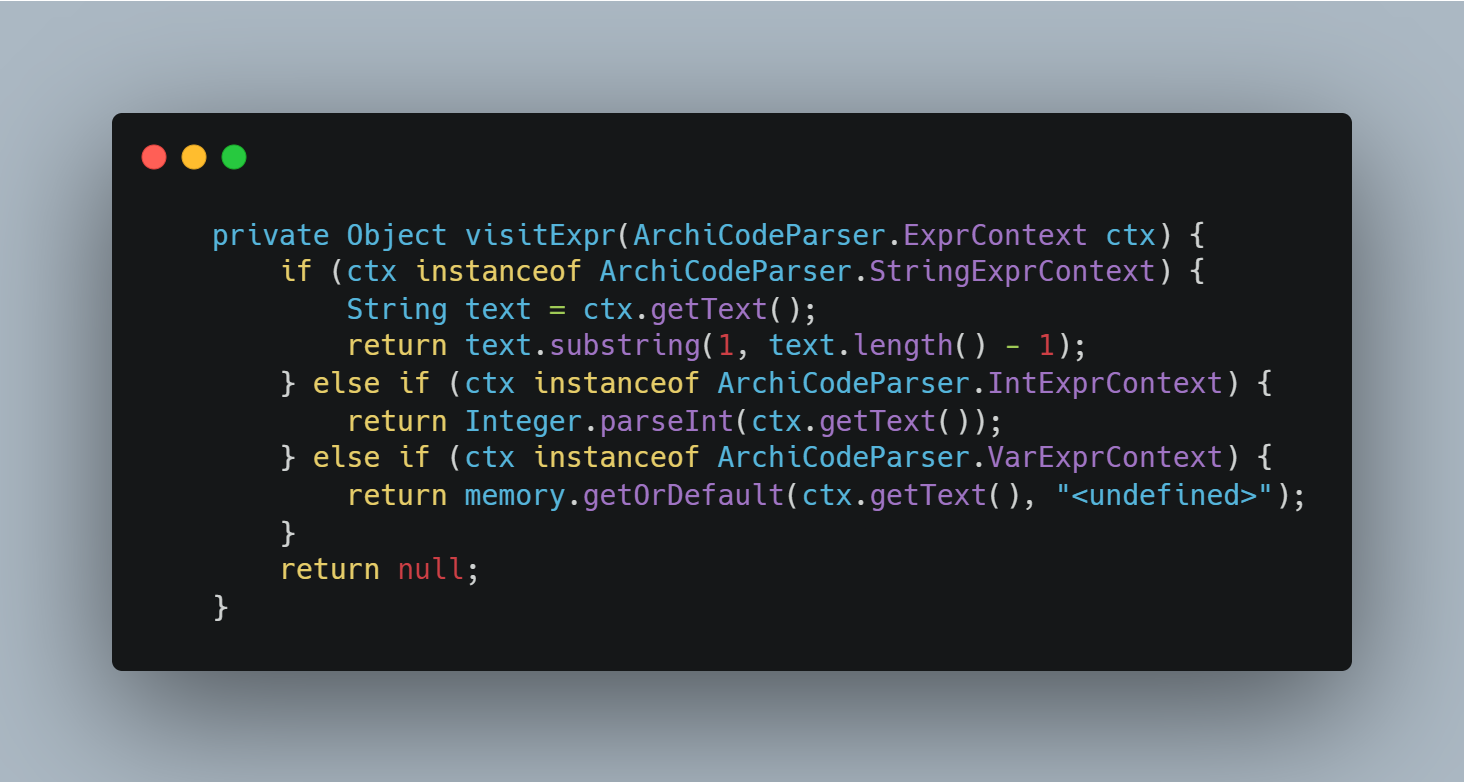 private Object visitExpr(ArchiCodeParser.ExprContext ctx) {
    if (ctx instanceof ArchiCodeParser.StringExprContext) {
        String text = ctx.getText();
        return text.substring(1, text.length() - 1);
    } else if (ctx instanceof ArchiCodeParser.IntExprContext) {
        return Integer.parseInt(ctx.getText());
    } else if (ctx instanceof ArchiCodeParser.VarExprContext) {
        return memory.getOrDefault(ctx.getText(), "<undefined>");
    }
    return null;
}